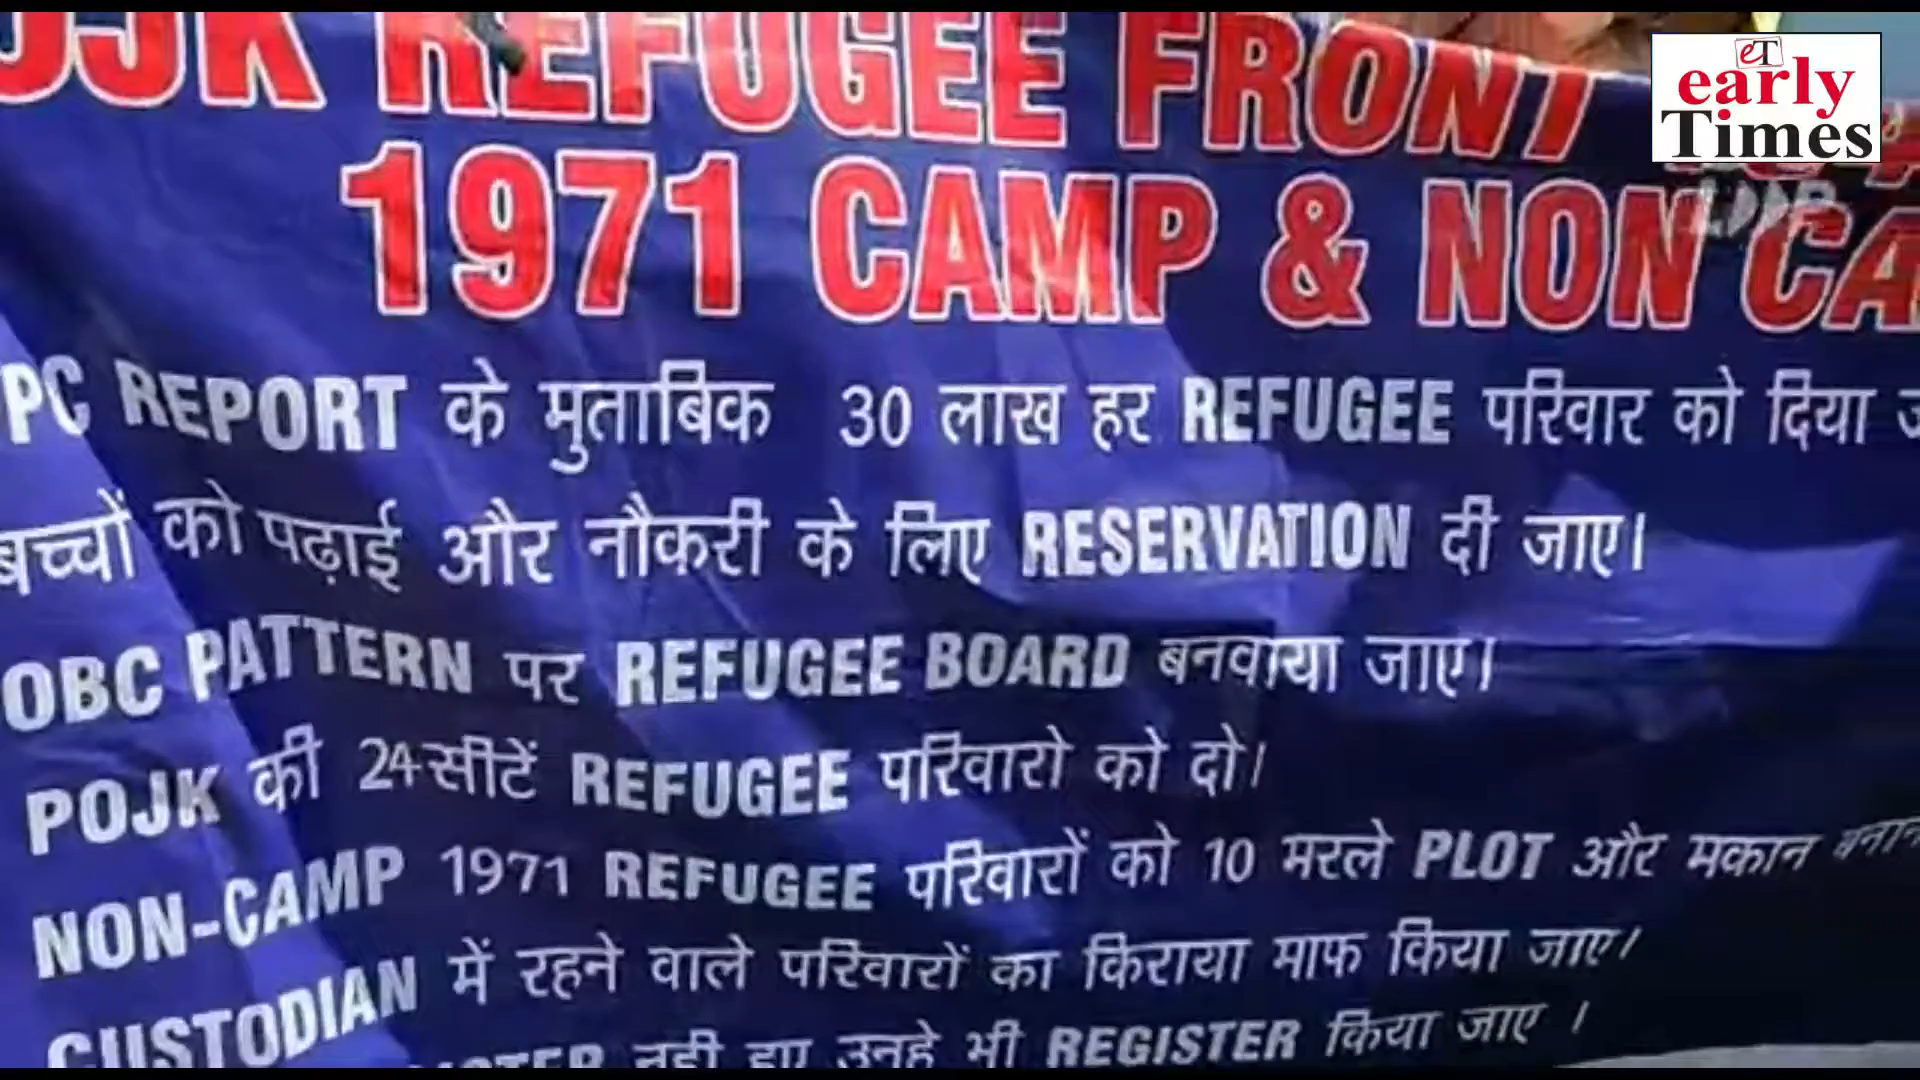 REFUGEE FRONT
1971 CAMP & NON
REPORT के मुताबिक 30 लाख हर REFUGEE परिवार को दिया
बच्चों को पढ़ाई और नौकरी के लिए RESERVATION दी जाए।
OBC PATTERN पर REFUGEE BOARD बनवाया जाए।
POJK की 24 सीटें REFUGEE परिवारो को दो।
NON-CAMP 1971 REFUGEE परिवारों को 10 मरले PLOT और मकान
CUSTODIAN में रहने वाले परिवारों का किराया माफ किया जाए।
नही हुए उनहे भी REGISTER किया जाए ।
eT
early
Times